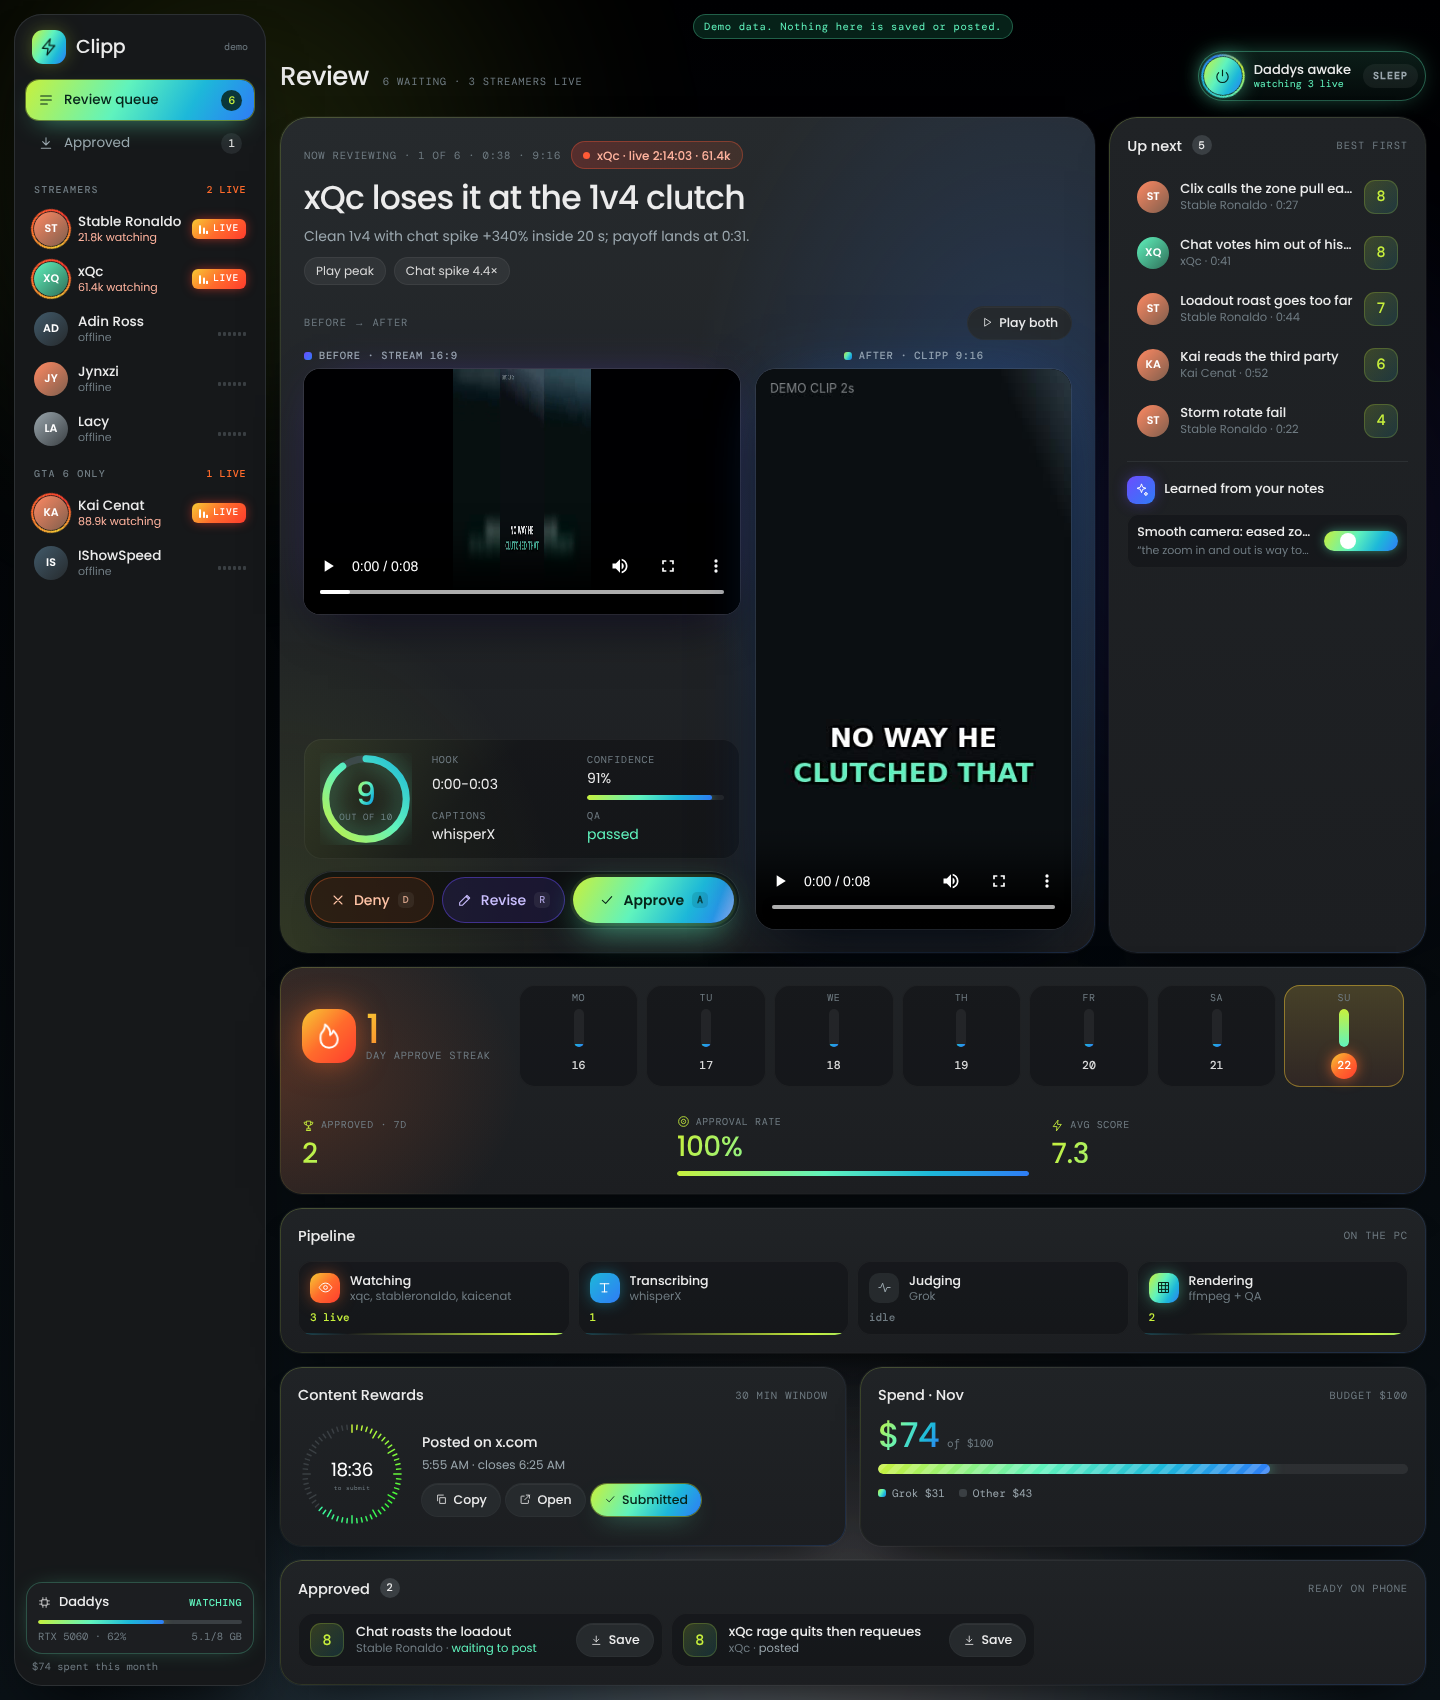 Demo data. Nothing here is saved or posted.
Clipp
demo
Review queue 6
Approved 1
STREAMERS 2 LIVE
ST Stable Ronaldo LIVE
21.8k watching
XQ xQc LIVE
61.4k watching
AD Adin Ross
offline
JY Jynxzi
offline
LA Lacy
offline
GTA 6 ONLY 1 LIVE
KA Kai Cenat LIVE
88.9k watching
IS IShowSpeed
offline
Daddys WATCHING
RTX 5060 · 62% 5.1/8 GB
$74 spent this month
Review 6 WAITING · 3 STREAMERS LIVE
Daddys awake
watching 3 live
SLEEP
NOW REVIEWING · 1 OF 6 · 0:38 · 9:16 xQc · live 2:14:03 · 61.4k
xQc loses it at the 1v4 clutch
Clean 1v4 with chat spike +340% inside 20 s; payoff lands at 0:31.
Play peak Chat spike 4.4×
BEFORE → AFTER Play both
BEFORE · STREAM 16:9
NO WAY HE
CLUTCHED THAT
0:00 / 0:08
AFTER · CLIPP 9:16
DEMO CLIP 2s
NO WAY HE
CLUTCHED THAT
0:00 / 0:08
9
OUT OF 10
HOOK
0:00-0:03
CONFIDENCE
91%
CAPTIONS
whisperX
QA
passed
Deny D Revise R Approve A
Up next 5 BEST FIRST
ST Clix calls the zone pull ea... 8
Stable Ronaldo · 0:27
XQ Chat votes him out of his... 8
xQc · 0:41
ST Loadout roast goes too far 7
Stable Ronaldo · 0:44
KA Kai reads the third party 6
Kai Cenat · 0:52
ST Storm rotate fail 4
Stable Ronaldo · 0:22
Learned from your notes
Smooth camera: eased zo...
"the zoom in and out is way to...
1
DAY APPROVE STREAK
MO TU WE TH FR SA SU
16 17 18 19 20 21 22
APPROVED · 7D
2
APPROVAL RATE
100%
AVG SCORE
7.3
Pipeline ON THE PC
Watching
xqc, stableronaldo, kaicenat
3 live
Transcribing
whisperX
1
Judging
Grok
idle
Rendering
ffmpeg + QA
2
Content Rewards 30 MIN WINDOW
18:36
to submit
Posted on x.com
5:55 AM · closes 6:25 AM
Copy Open Submitted
Spend · Nov BUDGET $100
$74 of $100
Grok $31 Other $43
Approved 2 READY ON PHONE
8 Chat roasts the loadout
Stable Ronaldo · waiting to post
Save
8 xQc rage quits then requeues
xQc · posted
Save